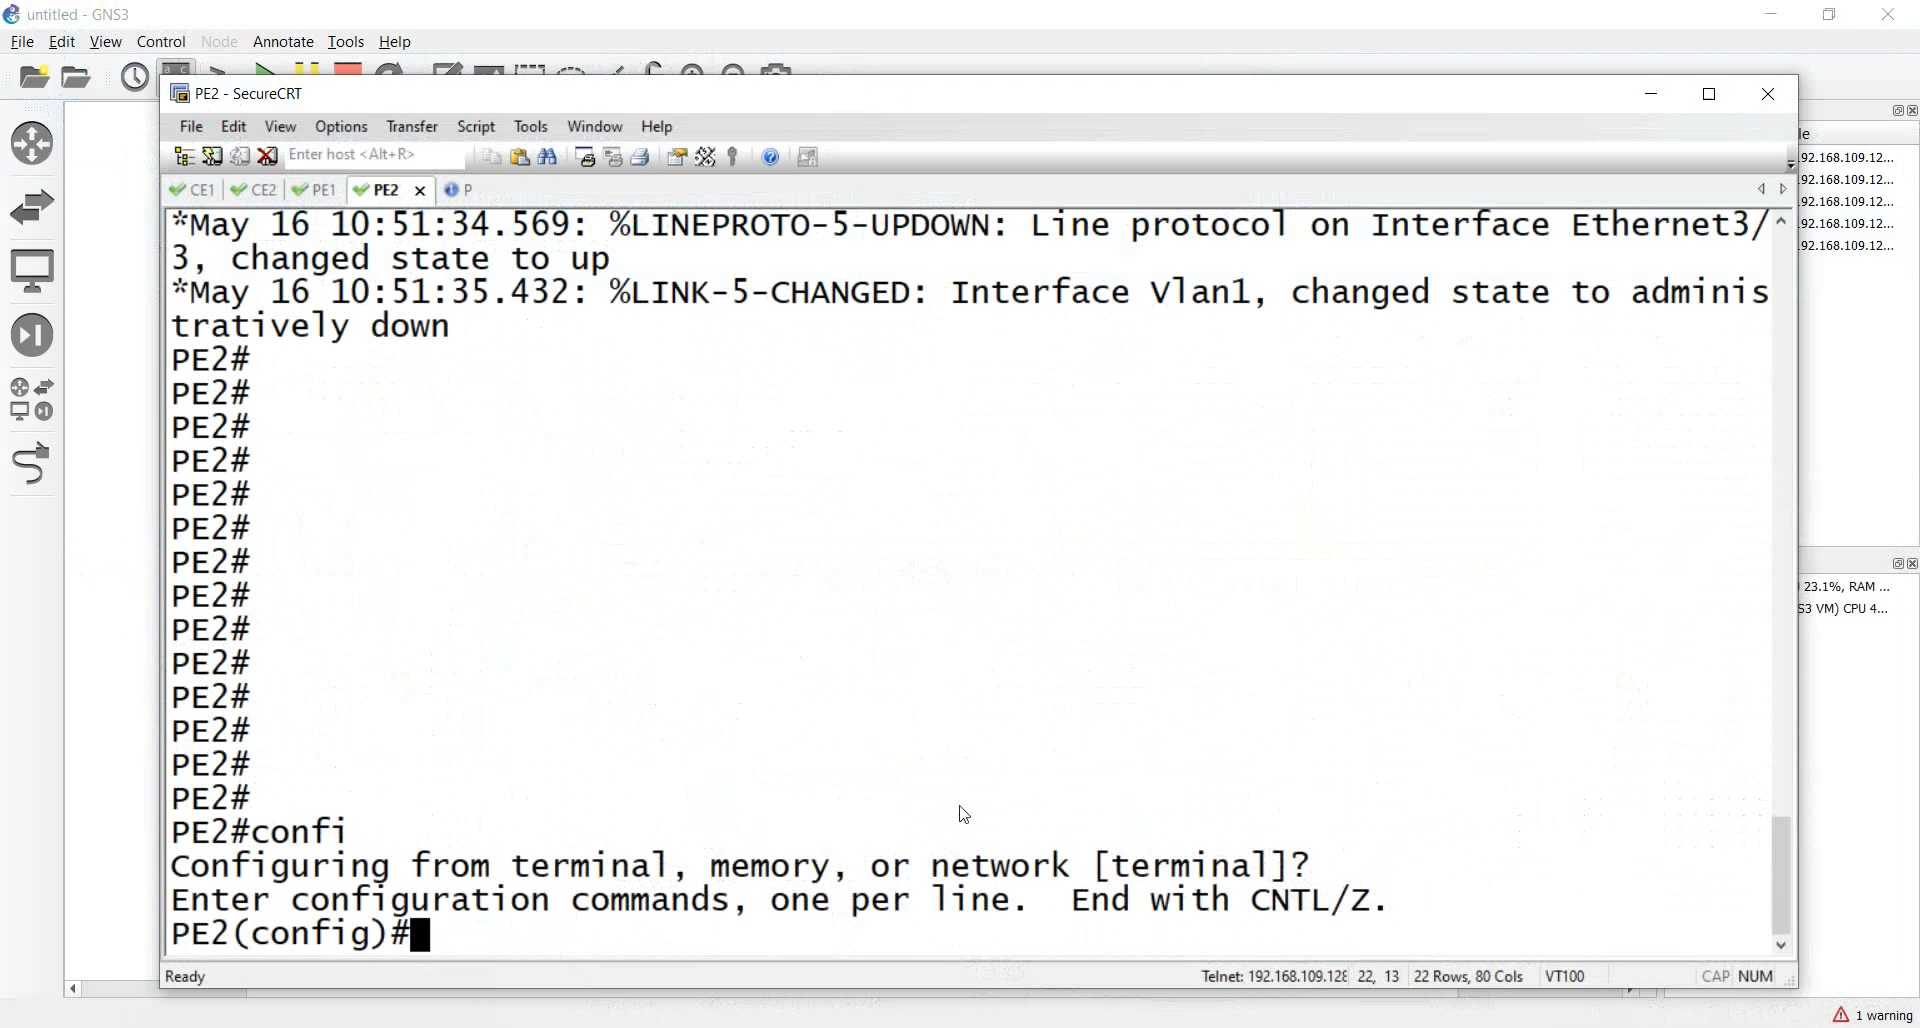 untitled - GNS3
File Edit View Control Node Annotate Tools Help
PE2 - SecureCRT
File Edit View Options Transfer Script Tools Window Help
Enter host <Alt+R>
CE1 CE2 PE1 PE2 P
*May 16 10:51:34.569: %LINEPROTO-5-UPDOWN: Line protocol on Interface Ethernet3/
3, changed state to up
*May 16 10:51:35.432: %LINK-5-CHANGED: Interface Vlan1, changed state to adminis
tratively down
PE2#
PE2#
PE2#
PE2#
PE2#
PE2#
PE2#
PE2#
PE2#
PE2#
PE2#
PE2#
PE2#
PE2#
PE2#confi
Configuring from terminal, memory, or network [terminal]?
Enter configuration commands, one per line.  End with CNTL/Z.
PE2(config)#
Ready Telnet: 192.168.109.128 22, 13 22 Rows, 80 Cols VT100 CAP NUM
le
92.168.109.12...
92.168.109.12...
92.168.109.12...
92.168.109.12...
92.168.109.12...
23.1%, RAM ...
S3 VM) CPU 4...
1 warning